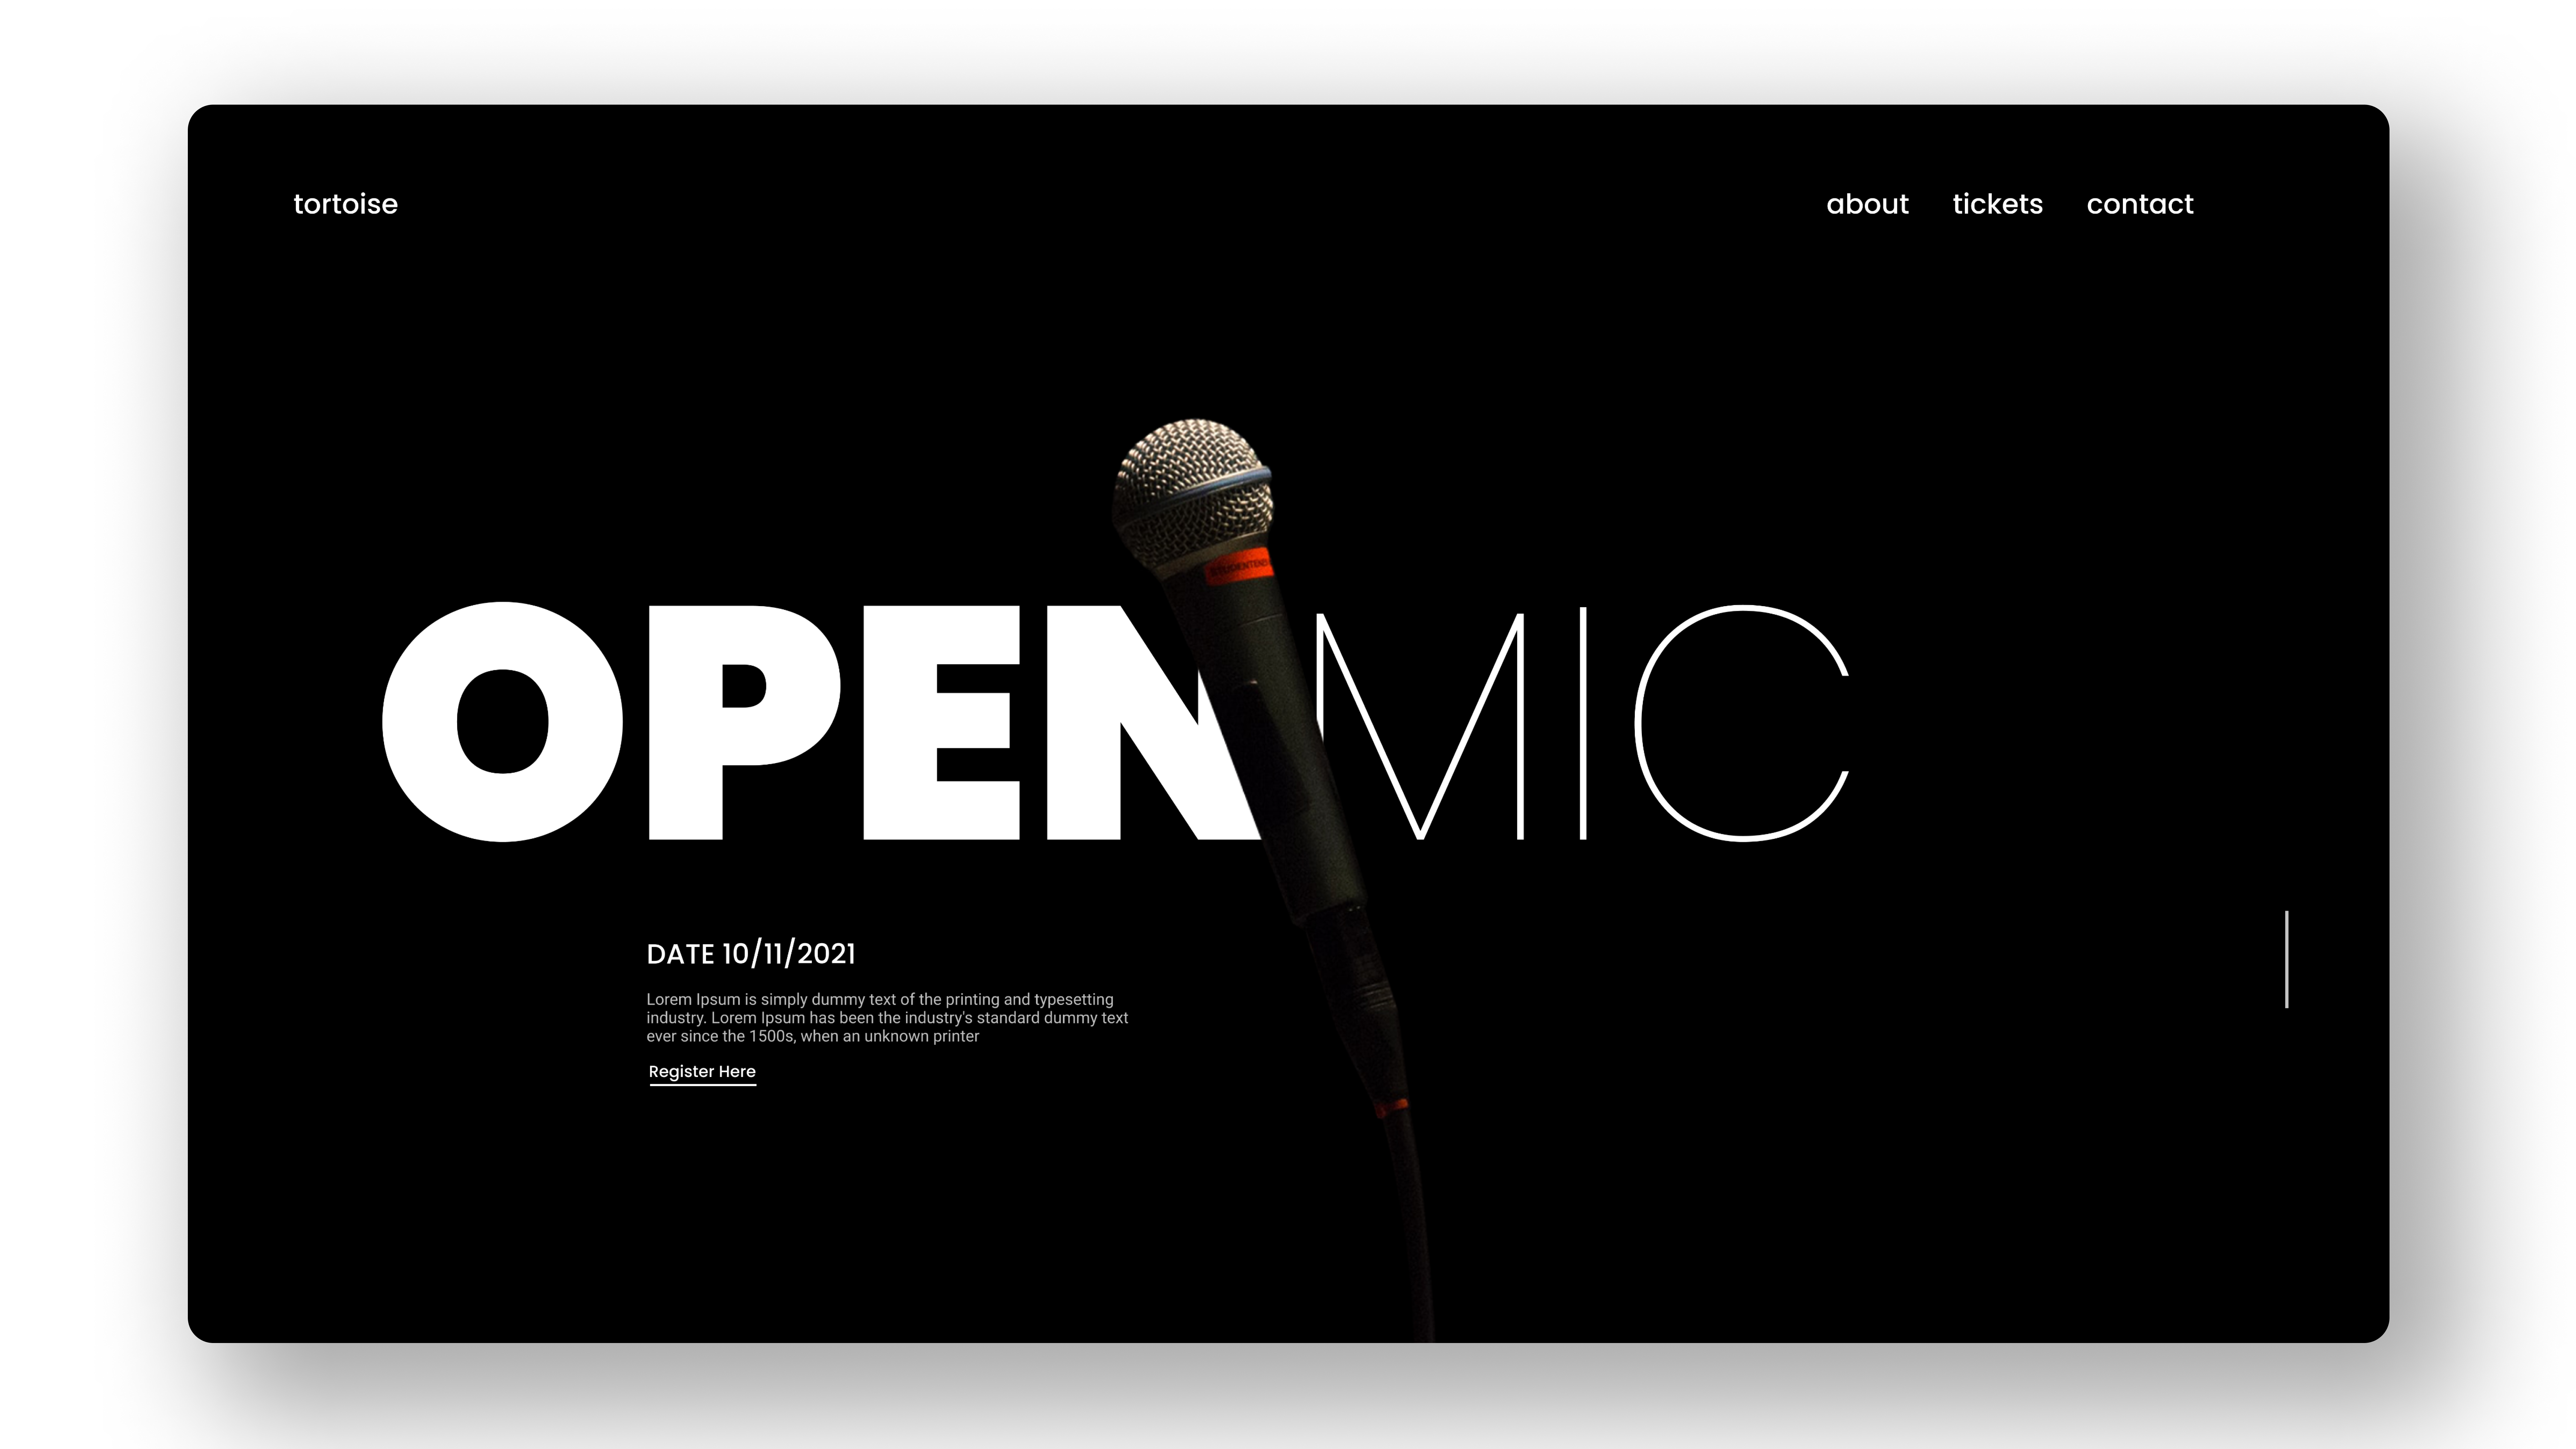 tortoise
about tickets contact
OPEN MIC
DATE 10/11/2021
Lorem Ipsum is simply dummy text of the printing and typesetting
industry. Lorem Ipsum has been the industry's standard dummy text
ever since the 1500s, when an unknown printer
Register Here